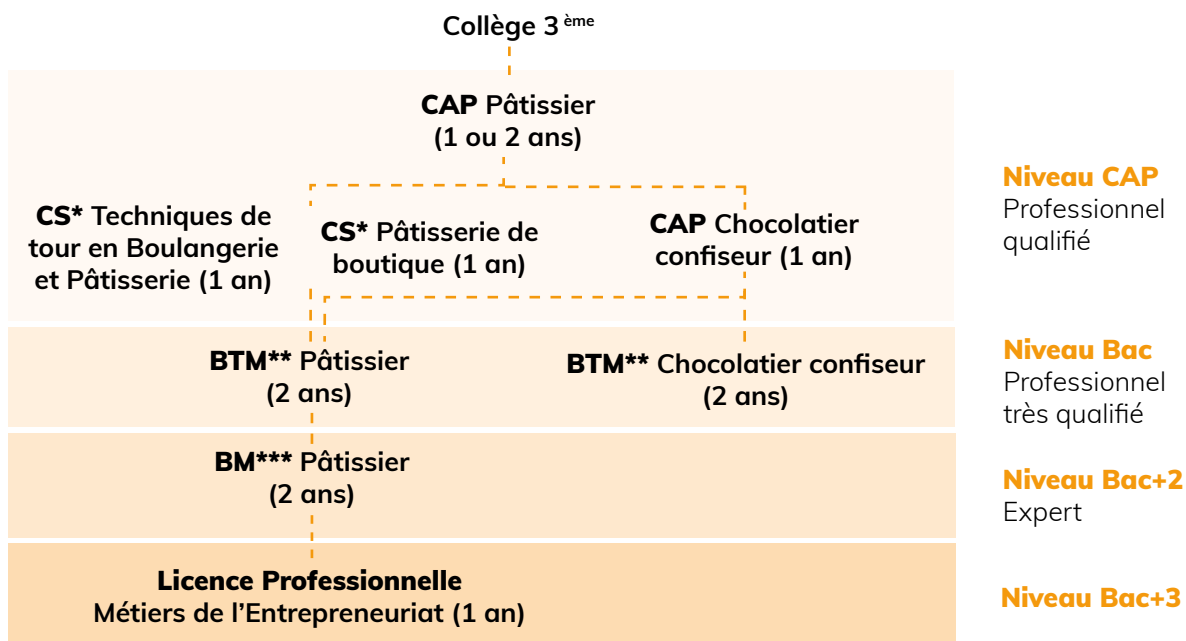 Collège 3 ème
CAP Pâtissier
(1 ou 2 ans)
CS* Techniques de
tour en Boulangerie
et Pâtisserie (1 an)
CS* Pâtisserie de
boutique (1 an)
CAP Chocolatier
confiseur (1 an)
Niveau CAP
Professionnel
qualifié
BTM** Pâtissier
(2 ans)
BTM** Chocolatier confiseur
(2 ans)
Niveau Bac
Professionnel
très qualifié
BM*** Pâtissier
(2 ans)
Niveau Bac+2
Expert
Licence Professionnelle
Métiers de l’Entrepreneuriat (1 an)
Niveau Bac+3